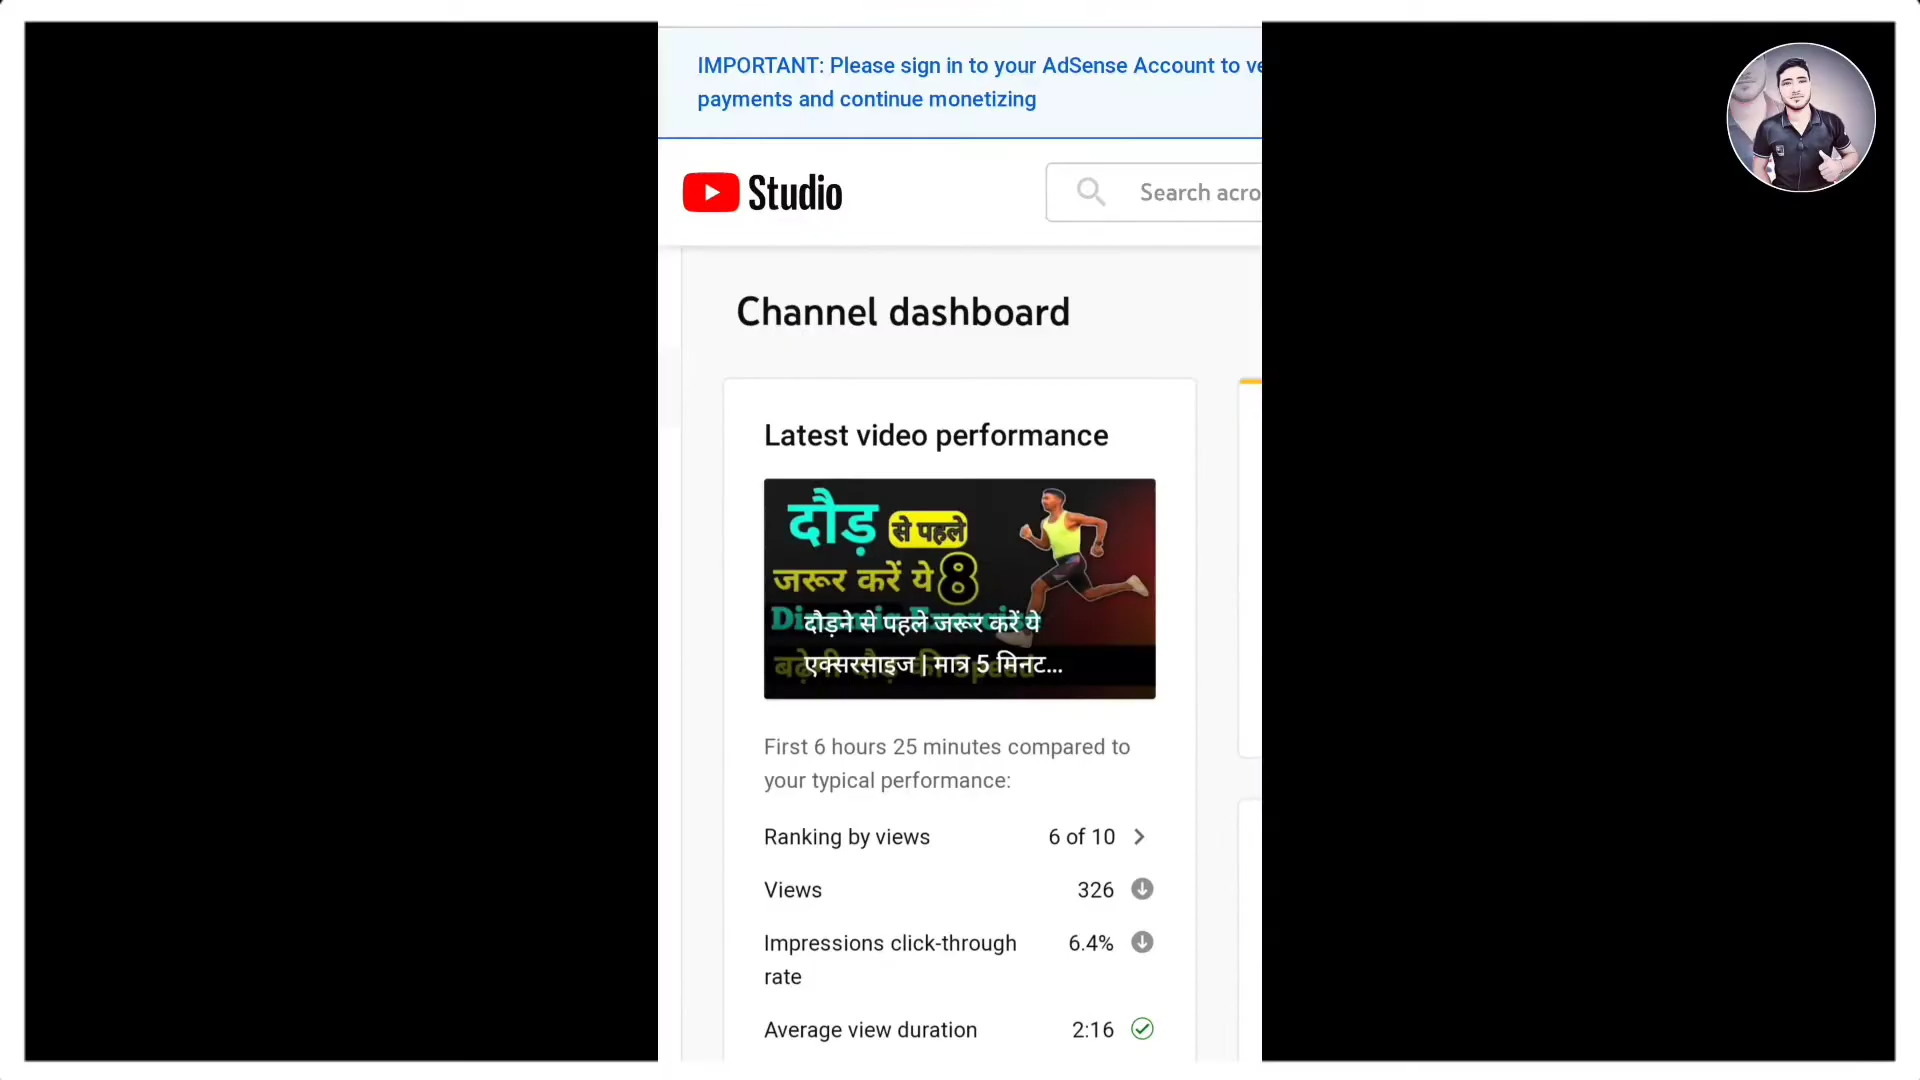 IMPORTANT: Please sign in to your AdSense Account to ve
payments and continue monetizing
Studio
Search acro
Channel dashboard
Latest video performance
दौड़ से पहले
जरूर करें ये 8
दौड़ने से पहले जरूर करें ये
एक्सरसाइज | मात्र 5 मिनट...
First 6 hours 25 minutes compared to
your typical performance:
Ranking by views 6 of 10
Views 326
Impressions click-through 6.4%
rate
Average view duration 2:16